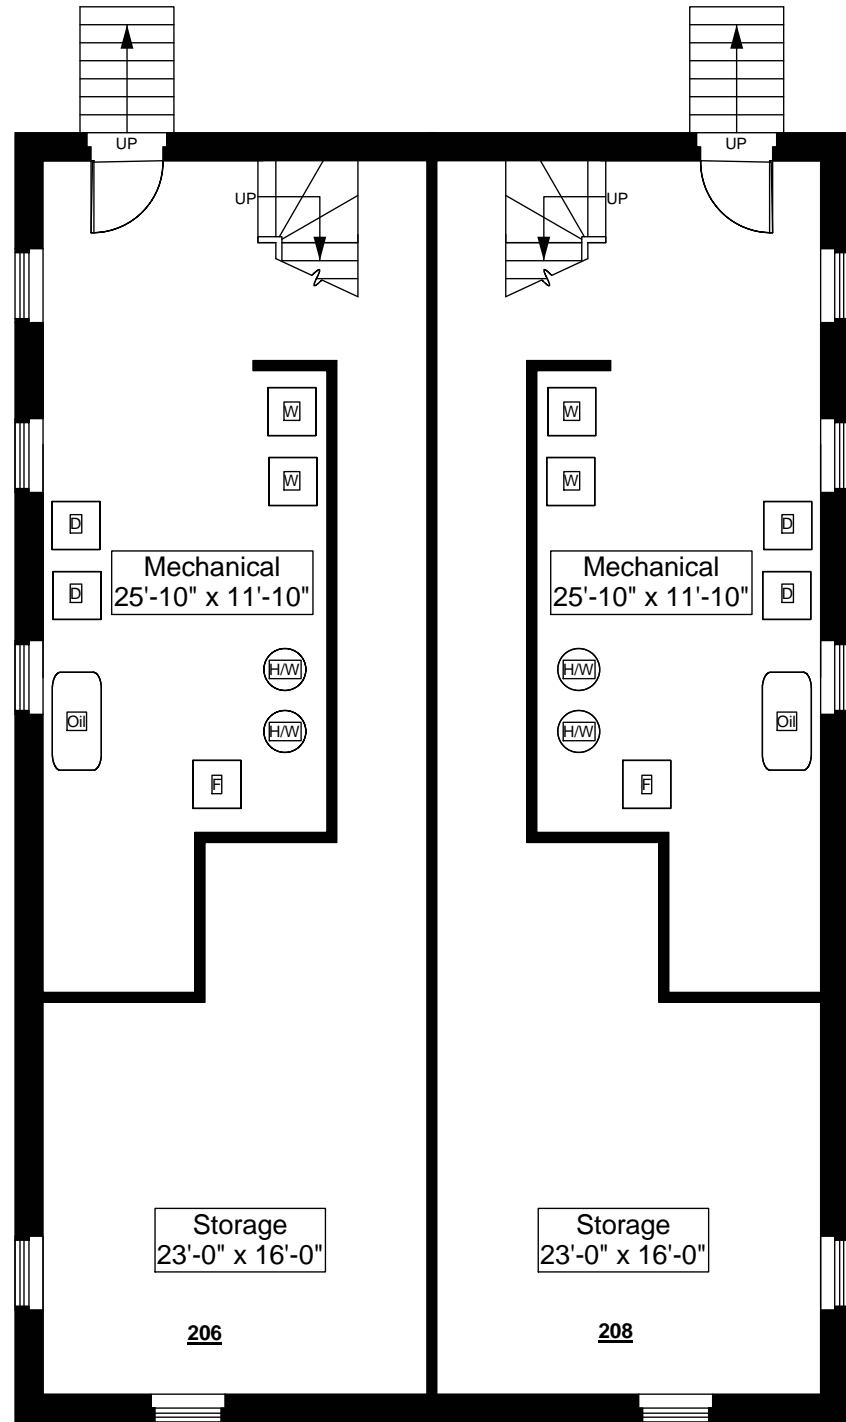 UP
UP
UP
UP
W
W
W
W
D
D
Mechanical
25'-10" x 11'-10"
Mechanical
25'-10" x 11'-10"
D
D
H/W
H/W
Oil
Oil
H/W
H/W
F
F
Storage
23'-0" x 16'-0"
Storage
23'-0" x 16'-0"
206
208